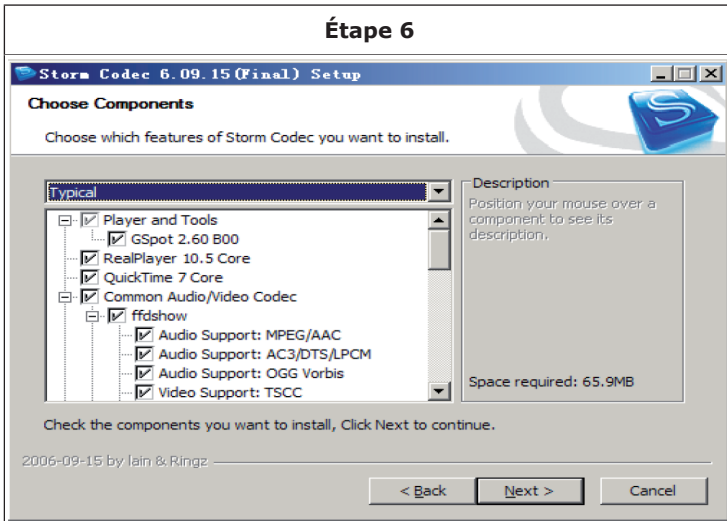 Étape 6
Storm Codec 6.09.15(Final) Setup
Choose Components
Choose which features of Storm Codec you want to install.
Typical
Player and Tools
GSpot 2.60 B00
RealPlayer 10.5 Core
QuickTime 7 Core
Common Audio/Video Codec
ffdshow
Audio Support: MPEG/AAC
Audio Support: AC3/DTS/LPCM
Audio Support: OGG Vorbis
Video Support: TSCC
Description
Position your mouse over a
component to see its
description.
Space required: 65.9MB
Check the components you want to install, Click Next to continue.
2006-09-15 by Iain & Ringz
< Back
Next >
Cancel